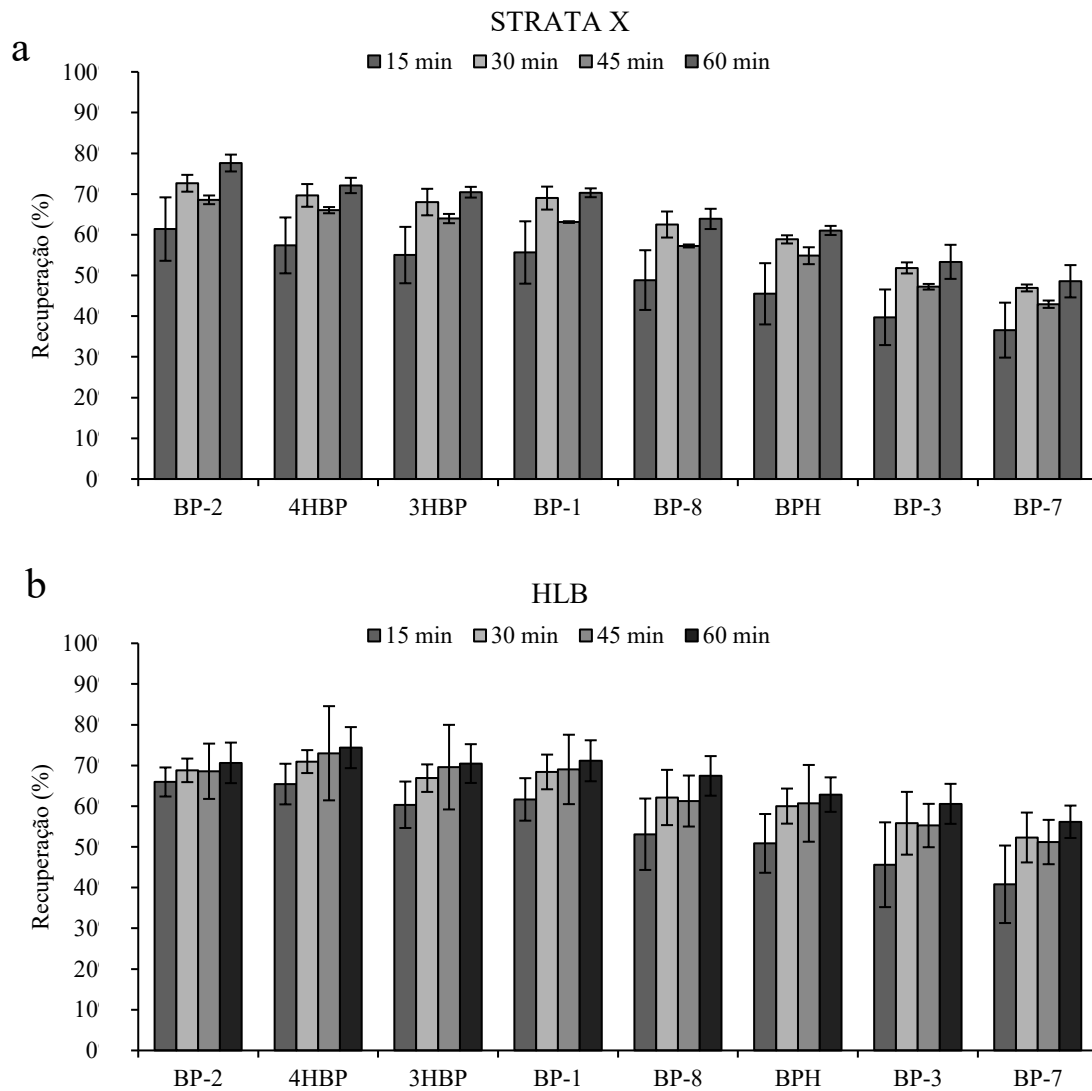 STRATA X
a
15 min 30 min 45 min 60 min
100
90
80
70
60
50
40
30
20
10
0
Recuperação (%)
BP-2 4HBP 3HBP BP-1 BP-8 BPH BP-3 BP-7
b
HLB
15 min 30 min 45 min 60 min
100
90
80
70
60
50
40
30
20
10
0
Recuperação (%)
BP-2 4HBP 3HBP BP-1 BP-8 BPH BP-3 BP-7